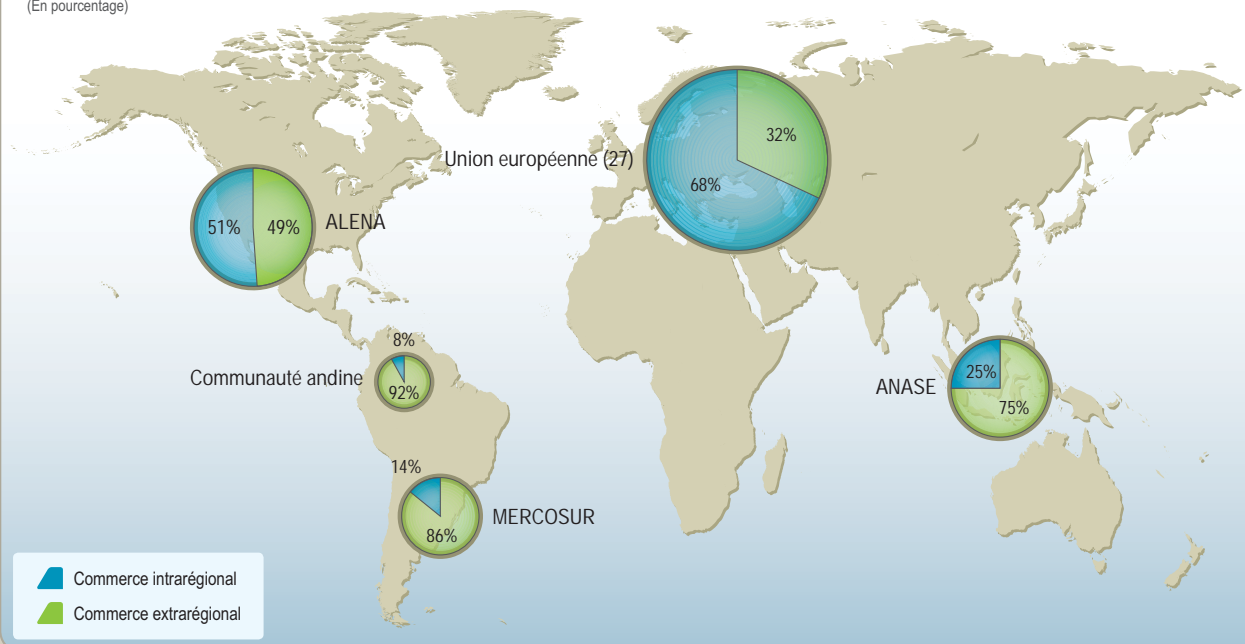 (En pourcentage)
Union européenne (27)
32%
68%
51%
49%
ALENA
8%
Communauté andine
92%
25%
ANASE
75%
14%
MERCOSUR
86%
Commerce intrarégional
Commerce extrarégional